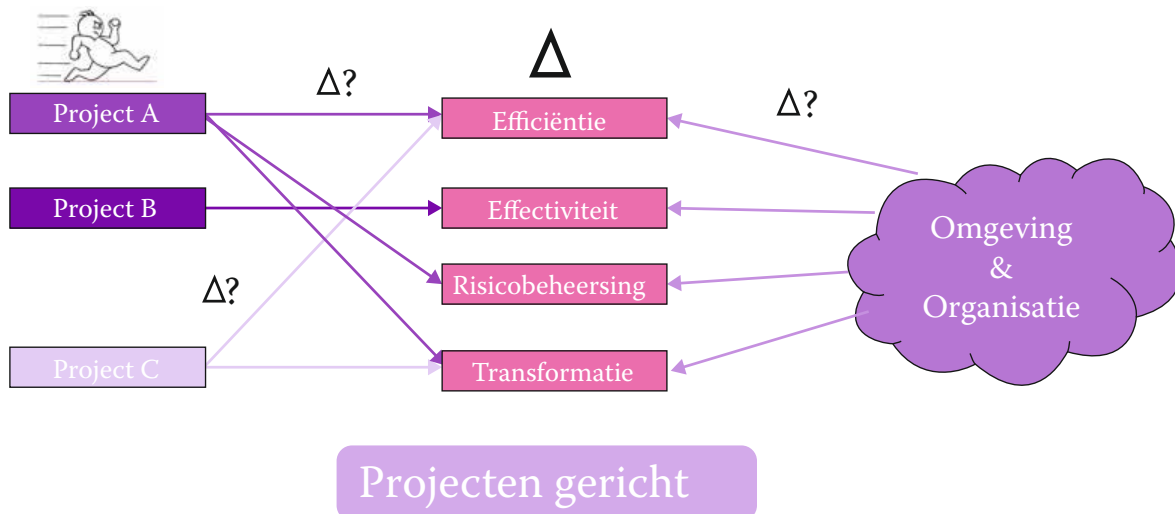 Δ
Δ?
Δ?
Project A
Efficiëntie
Project B
Effectiviteit
Omgeving
&
Organisatie
Risicobeheersing
Δ?
Project C
Transformatie
Projecten gericht